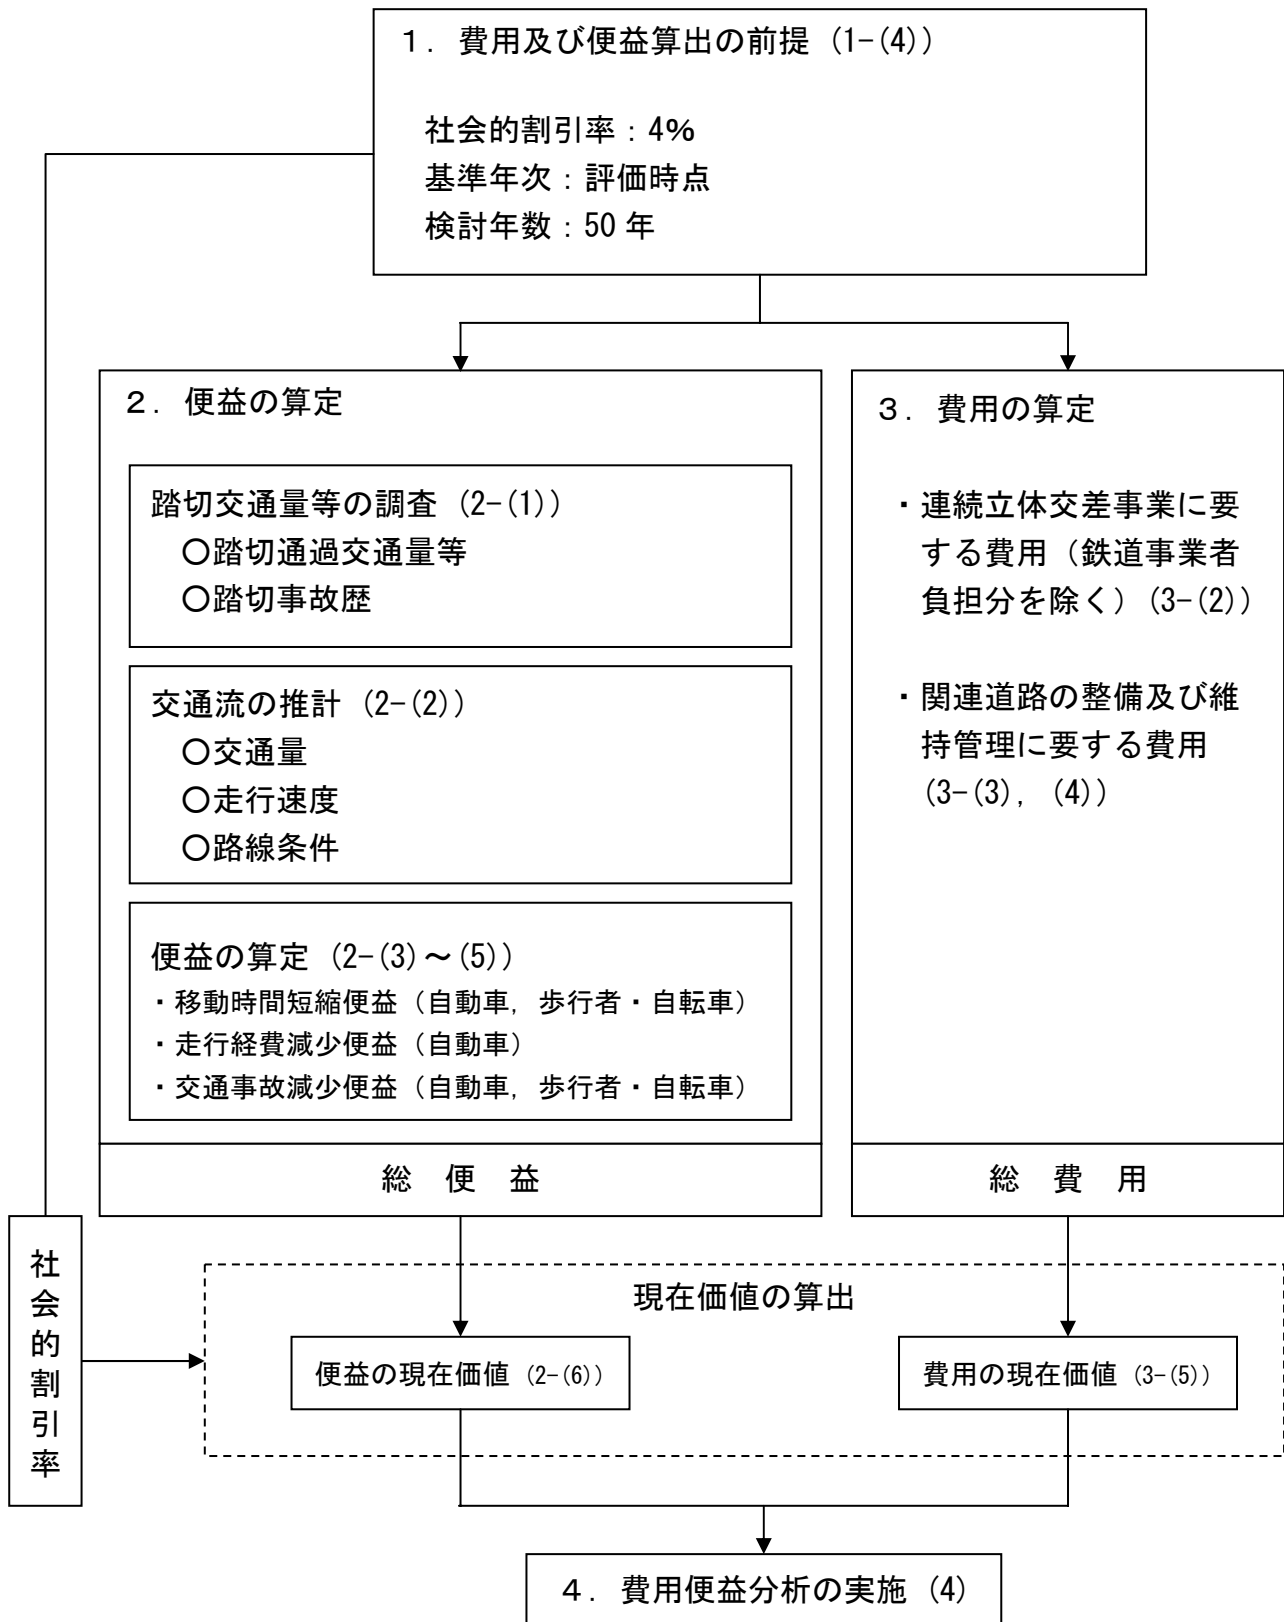 １．費用及び便益算出の前提 (1-(4))
社会的割引率：4％
基準年次：評価時点
検討年数：50 年
２．便益の算定
踏切交通量等の調査 (2-(1))
○踏切通過交通量等
○踏切事故歴
交通流の推計 (2-(2))
○交通量
○走行速度
○路線条件
便益の算定 (2-(3)～(5))
・移動時間短縮便益（自動車，歩行者・自転車）
・走行経費減少便益（自動車）
・交通事故減少便益（自動車，歩行者・自転車）
総　便　益
３．費用の算定
・連続立体交差事業に要
する費用（鉄道事業者
負担分を除く）(3-(2))
・関連道路の整備及び維
持管理に要する費用
(3-(3)，(4))
総　費　用
社会的割引率
現在価値の算出
便益の現在価値 (2-(6))
費用の現在価値 (3-(5))
４．費用便益分析の実施 (4)